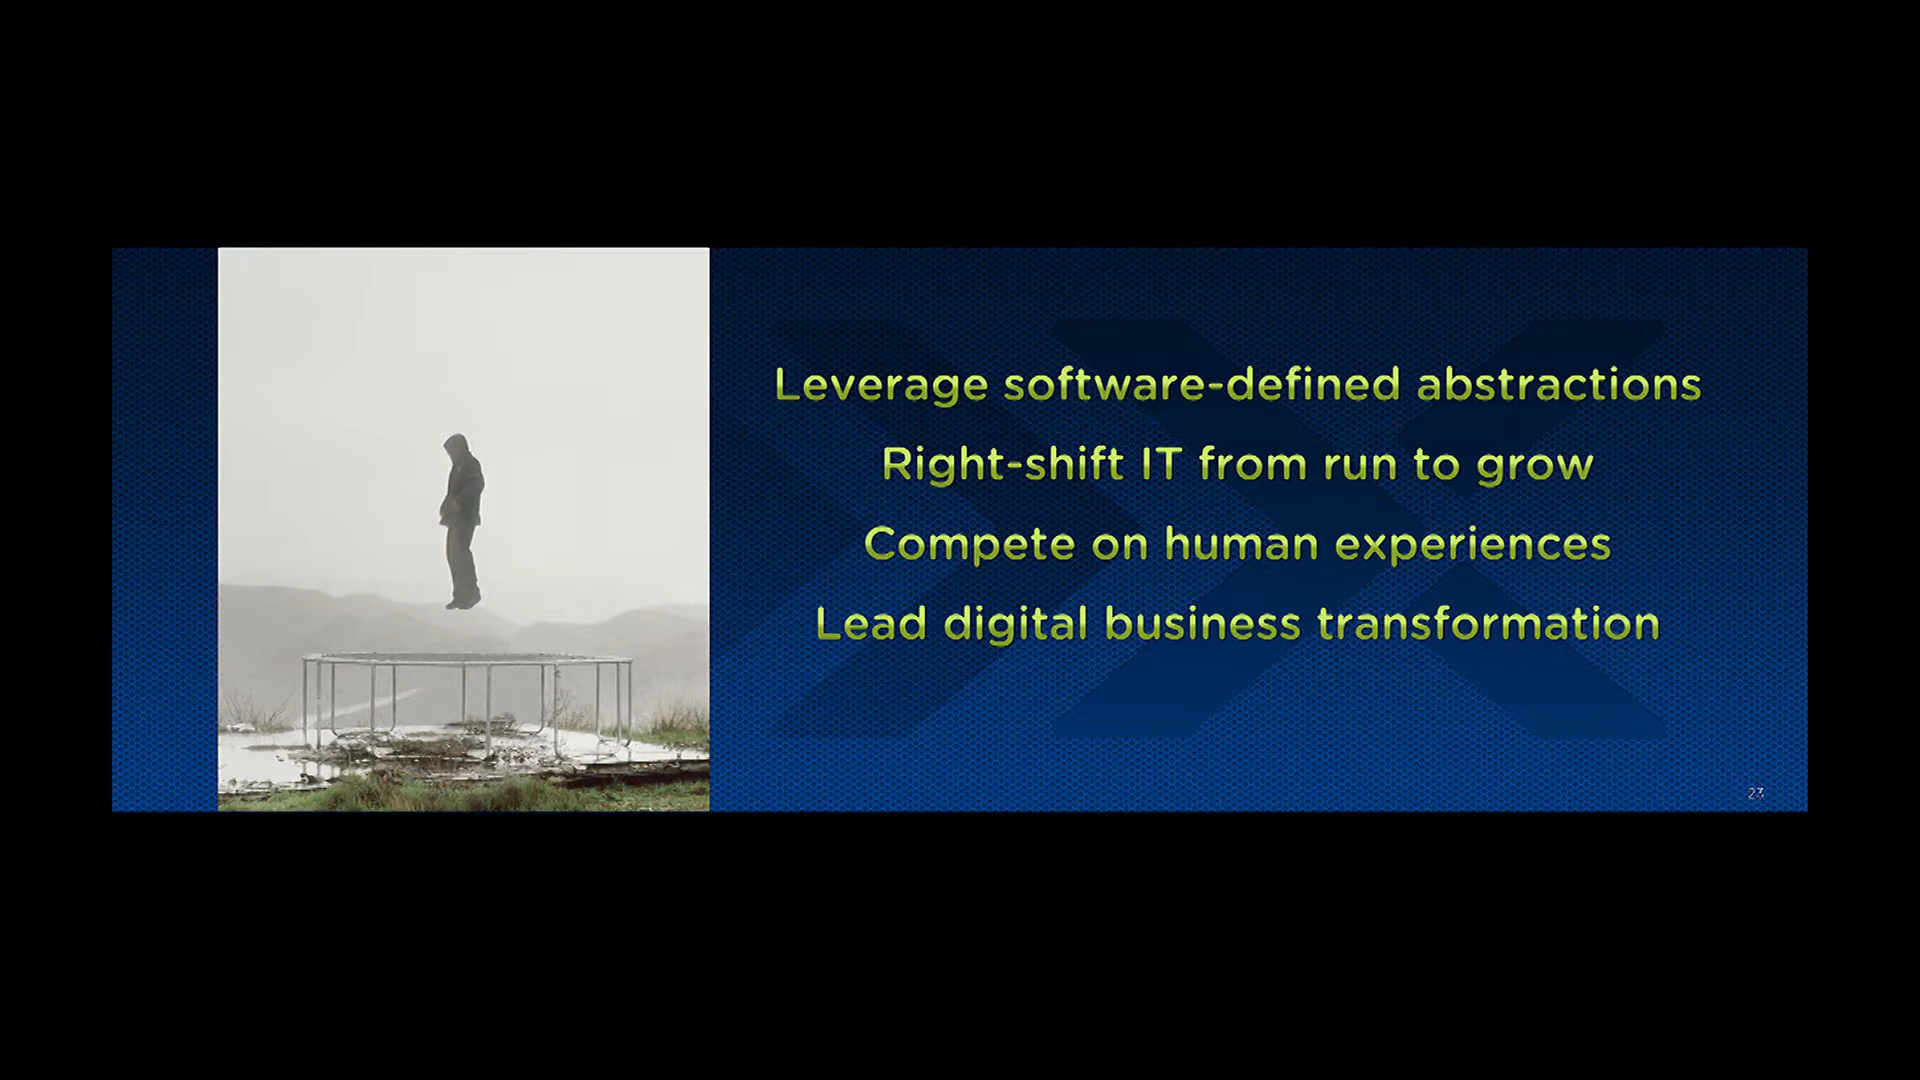 Leverage software-defined abstractions
Right-shift IT from run to grow
Compete on human experiences
Lead digital business transformation
23